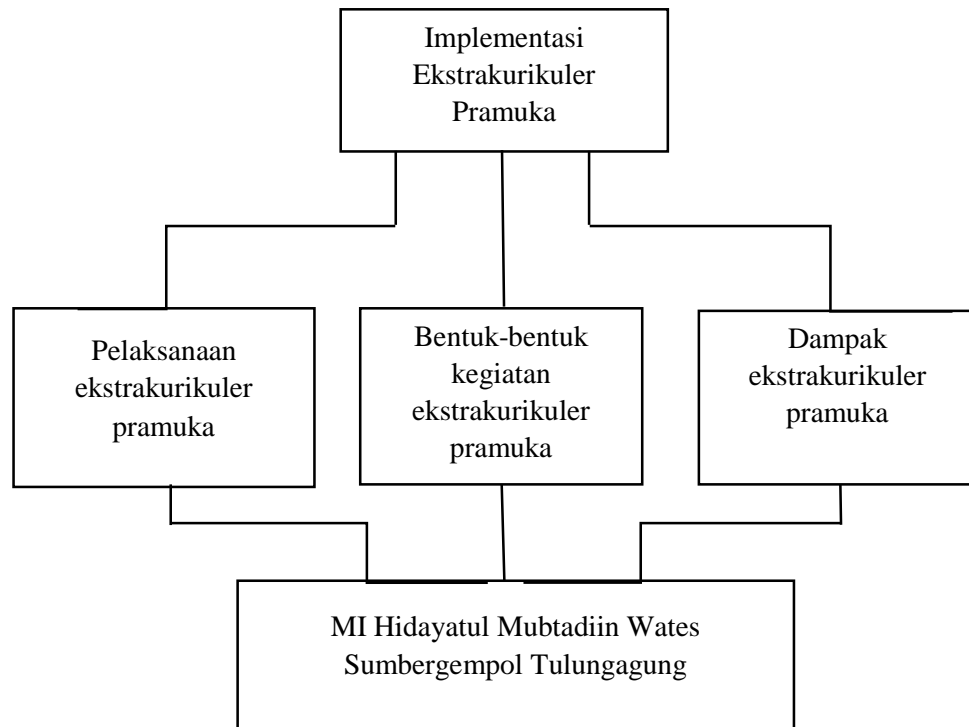 Implementasi
Ekstrakurikuler
Pramuka
Pelaksanaan
ekstrakurikuler
pramuka
Bentuk-bentuk
kegiatan
ekstrakurikuler
pramuka
Dampak
ekstrakurikuler
pramuka
MI Hidayatul Mubtadiin Wates
Sumbergempol Tulungagung